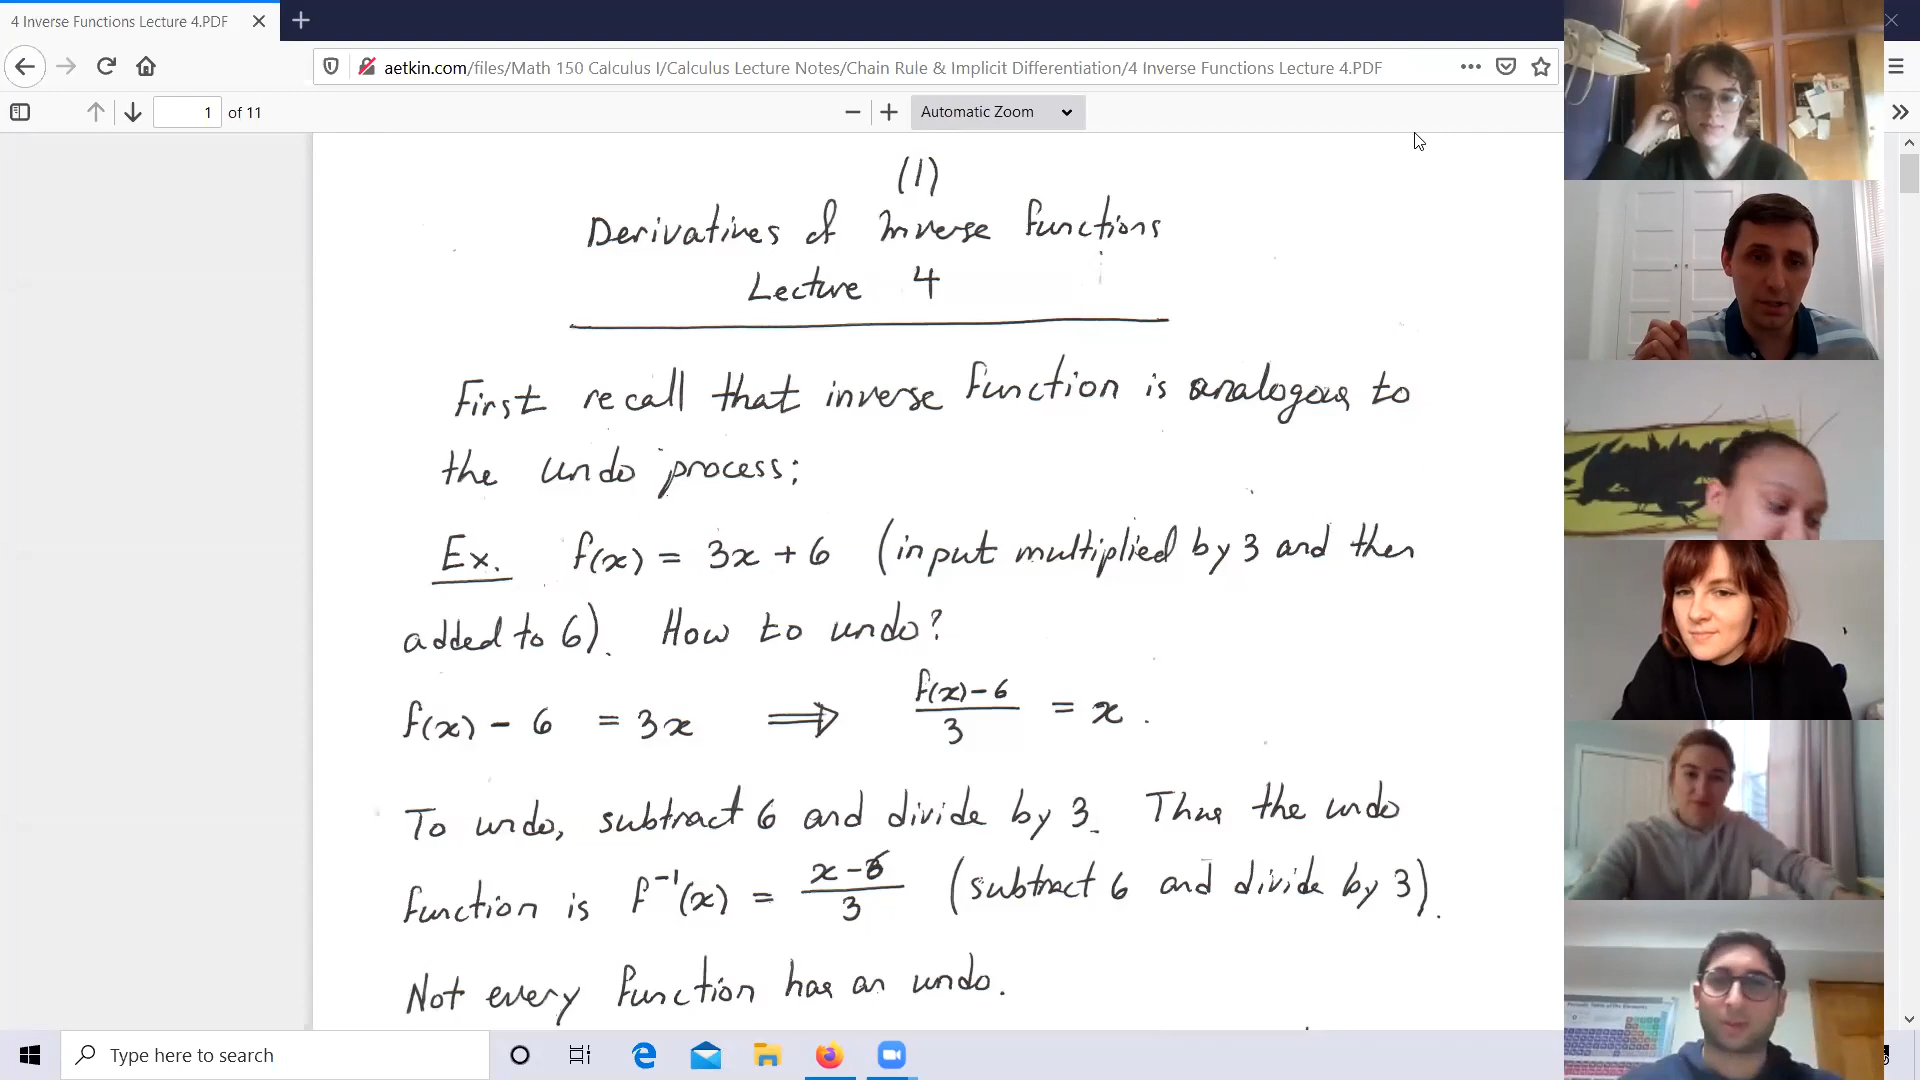 4 Inverse Functions Lecture 4.PDF
aetkin.com/files/Math 150 Calculus I/Calculus Lecture Notes/Chain Rule & Implicit Differentiation/4 Inverse Functions Lecture 4.PDF
1 of 11
Automatic Zoom
(1)
Derivatives of Inverse Functions
Lecture 4
First recall that inverse function is analogous to
the undo process:
Ex. f(x) = 3x + 6 (input multiplied by 3 and then
added to 6). How to undo?
f(x) - 6 = 3x ⟹ f(x)-6 / 3 = x.
To undo, subtract 6 and divide by 3. Thus the undo
function is f⁻¹(x) = x-6 / 3 (subtract 6 and divide by 3).
Not every function has an undo.
Type here to search